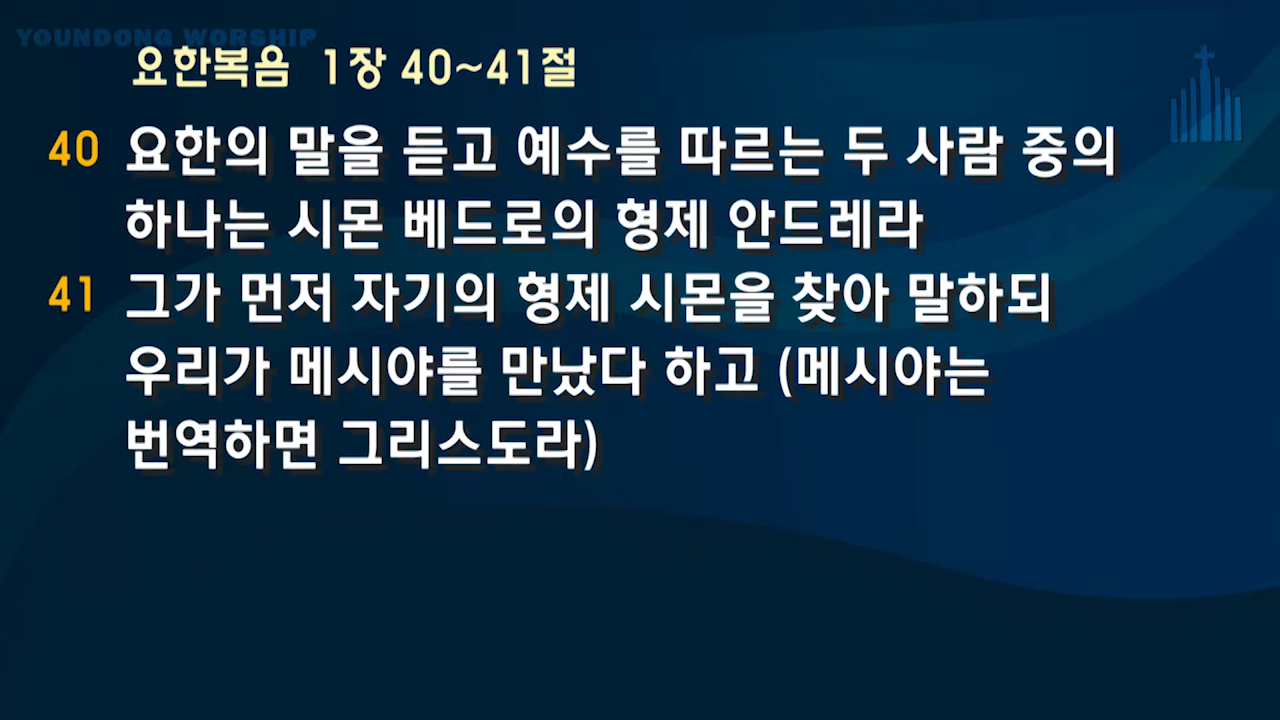 YOUNDONG WORSHIP
요한복음 1장 40~41절
40 요한의 말을 듣고 예수를 따르는 두 사람 중의
하나는 시몬 베드로의 형제 안드레라
41 그가 먼저 자기의 형제 시몬을 찾아 말하되
우리가 메시야를 만났다 하고 (메시야는
번역하면 그리스도라)